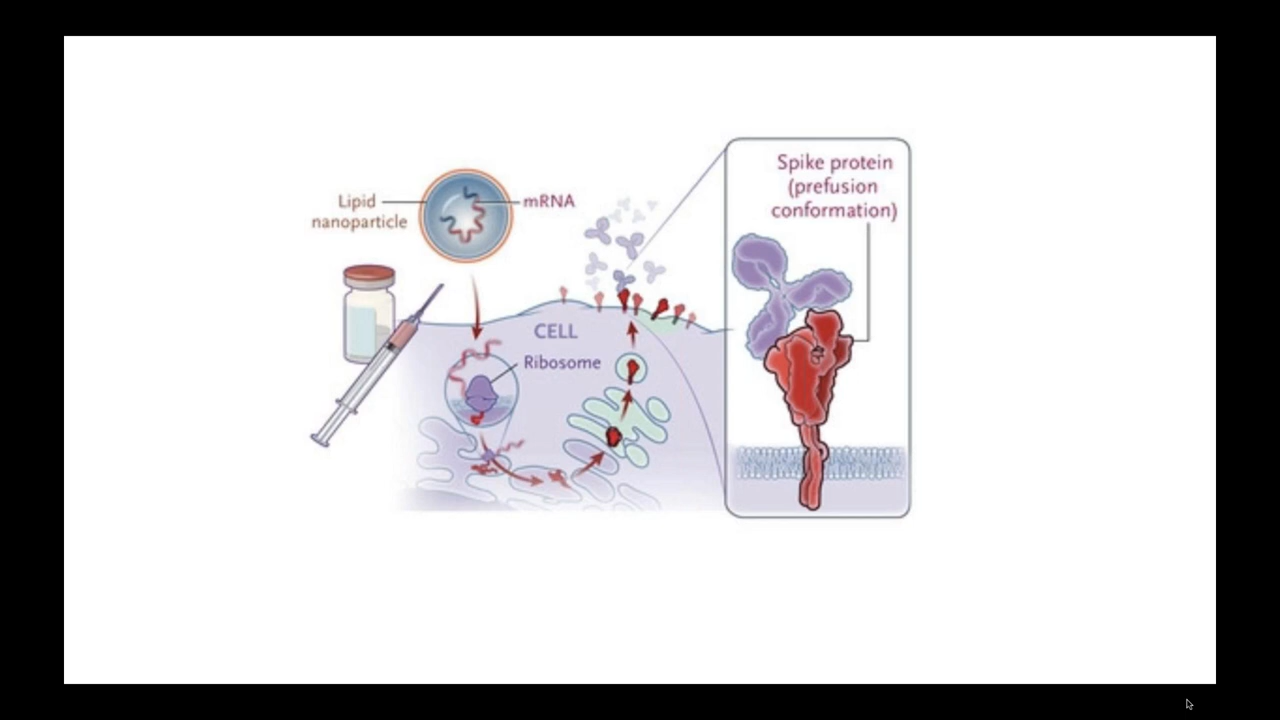 Lipid
nanoparticle
mRNA
CELL
Ribosome
Spike protein
(prefusion
conformation)